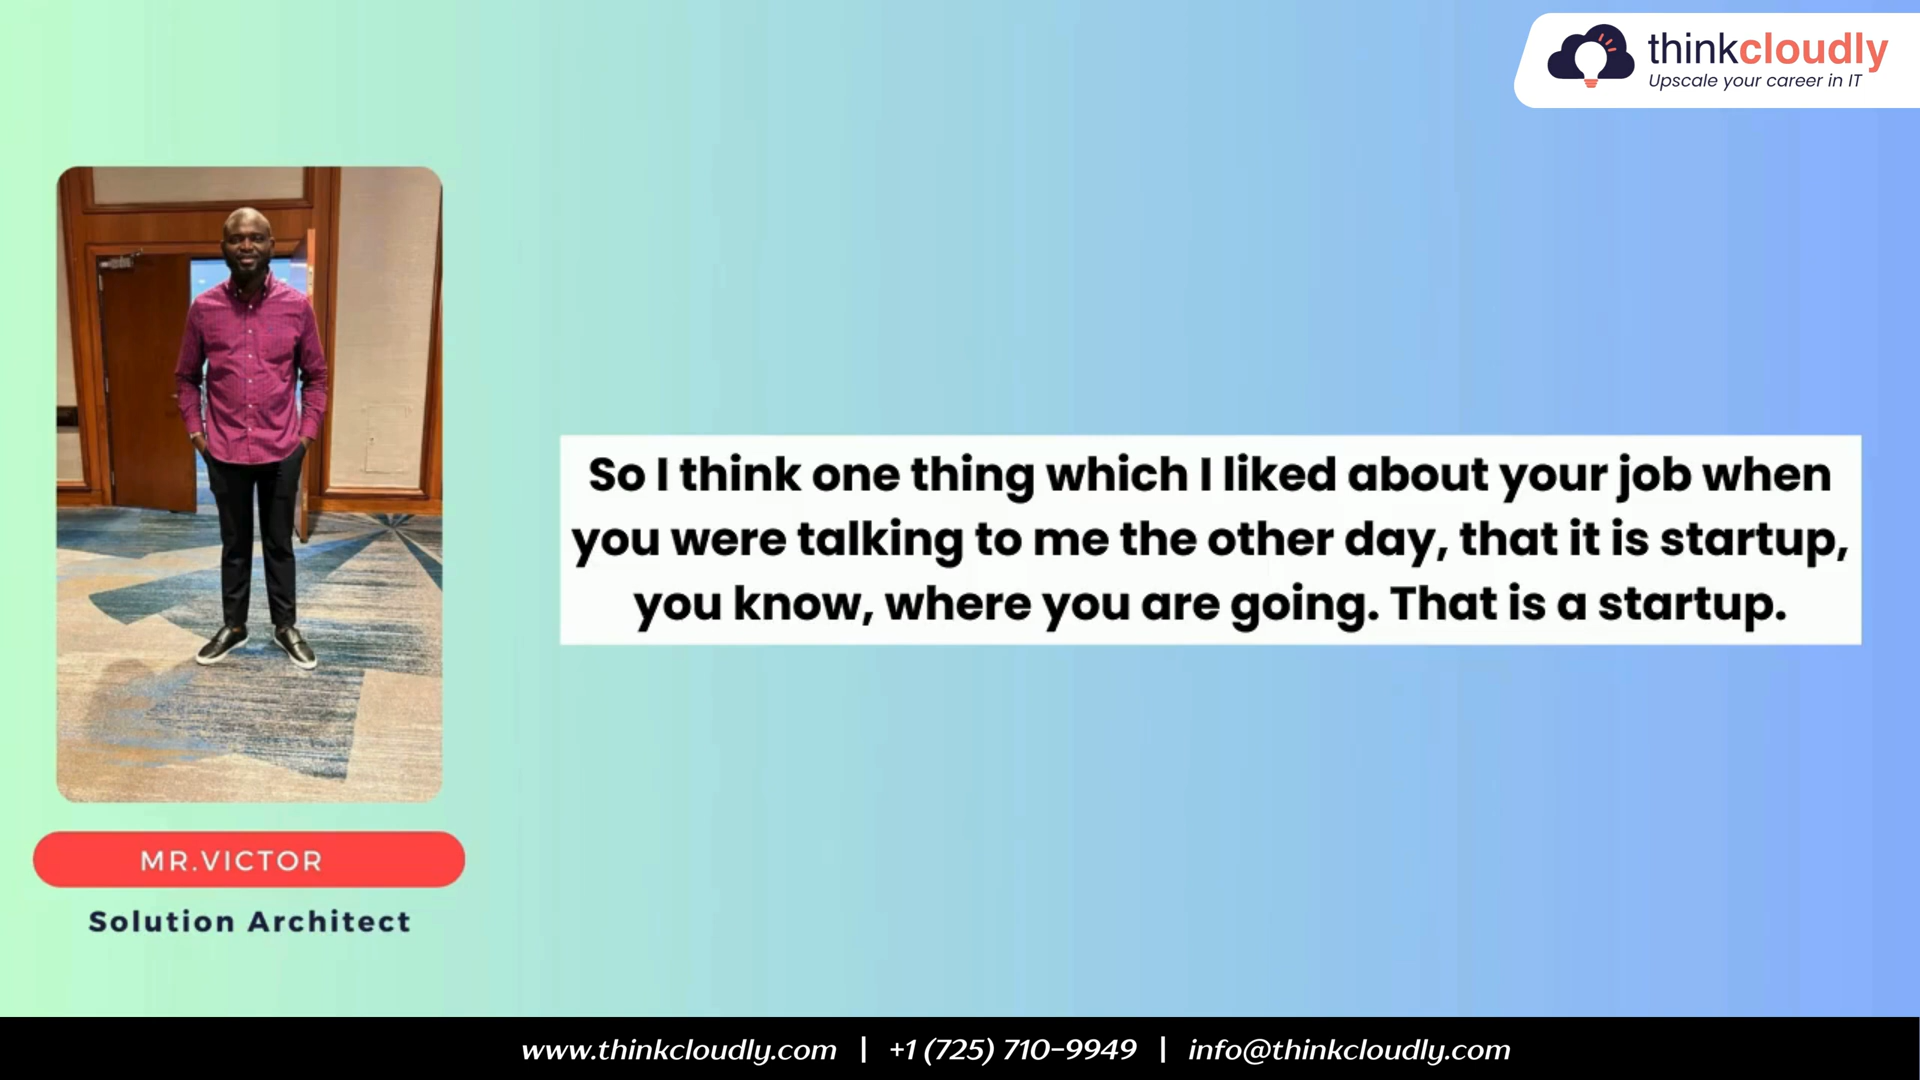 thinkcloudly
Upscale your career in IT
So I think one thing which I liked about your job when
you were talking to me the other day, that it is startup,
you know, where you are going. That is a startup.
MR.VICTOR
Solution Architect
www.thinkcloudly.com | +1 (725) 710-9949 | info@thinkcloudly.com